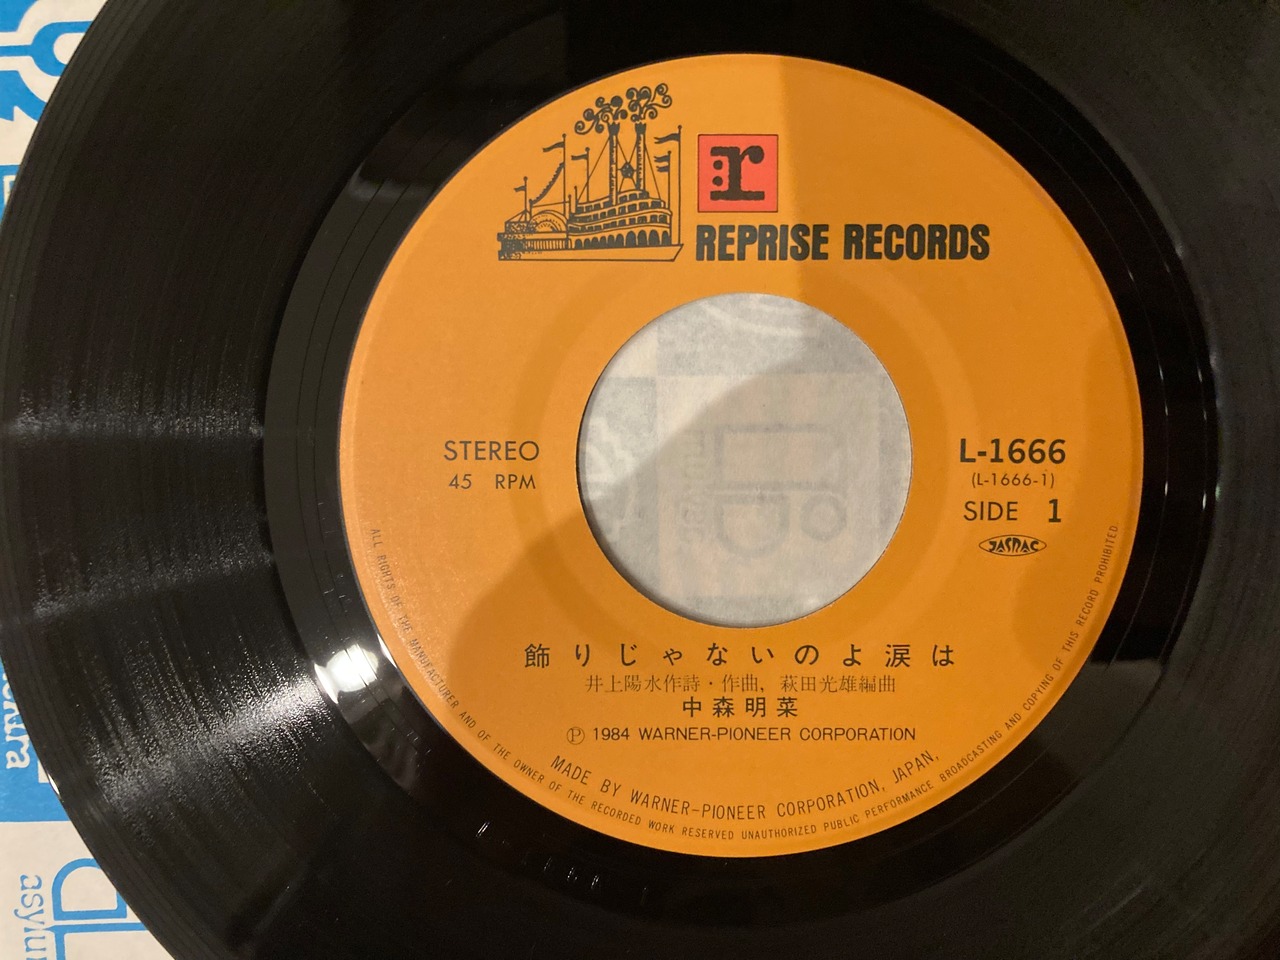 r
REPRISE RECORDS
STEREO
45 RPM
L-1666
(L-1666-1)
SIDE 1
JASRAC
飾りじゃないのよ涙は
井上陽水作詩・作曲, 萩田光雄編曲
中森明菜
Ⓟ 1984 WARNER-PIONEER CORPORATION
MADE BY WARNER-PIONEER CORPORATION, JAPAN,
ALL RIGHTS OF THE MANUFACTURER AND OF THE OWNER OF THE RECORDED WORK RESERVED UNAUTHORIZED PUBLIC PERFORMANCE BROADCASTING AND COPYING OF THIS RECORD PROHIBITED